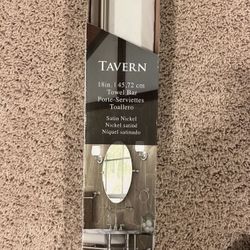 TAVERN
18in. | 45,72 cm
Towel Bar
Porte-Serviettes
Toallero
Satin Nickel
Nickel satiné
Níquel satinado